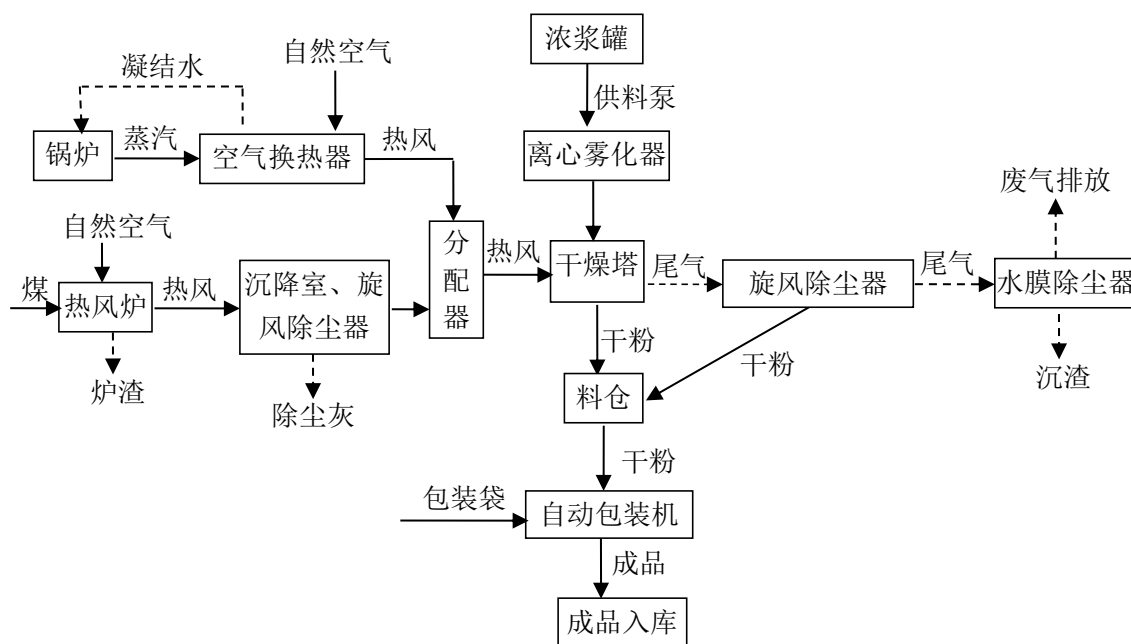 浓浆罐
自然空气
凝结水
供料泵
锅炉
蒸汽
空气换热器
热风
离心雾化器
废气排放
自然空气
分
配
器
热风
干燥塔
尾气
旋风除尘器
尾气
水膜除尘器
煤
热风炉
热风
沉降室、旋
风除尘器
干粉
干粉
炉渣
除尘灰
料仓
沉渣
干粉
包装袋
自动包装机
成品
成品入库